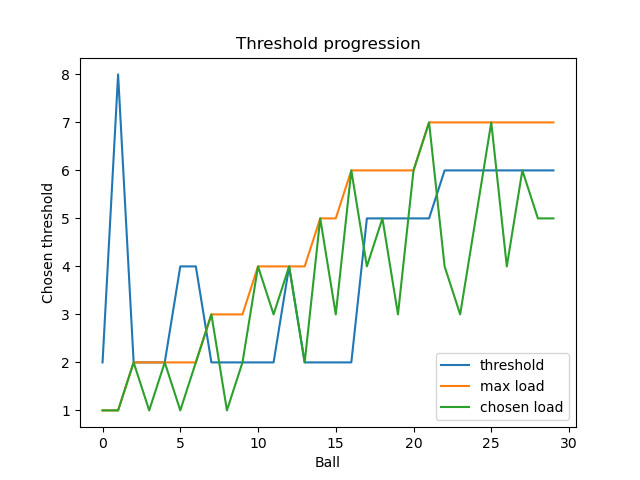 Threshold progression
Chosen threshold
8
7
6
5
4
3
2
1
0 5 10 15 20 25 30
Ball
threshold
max load
chosen load